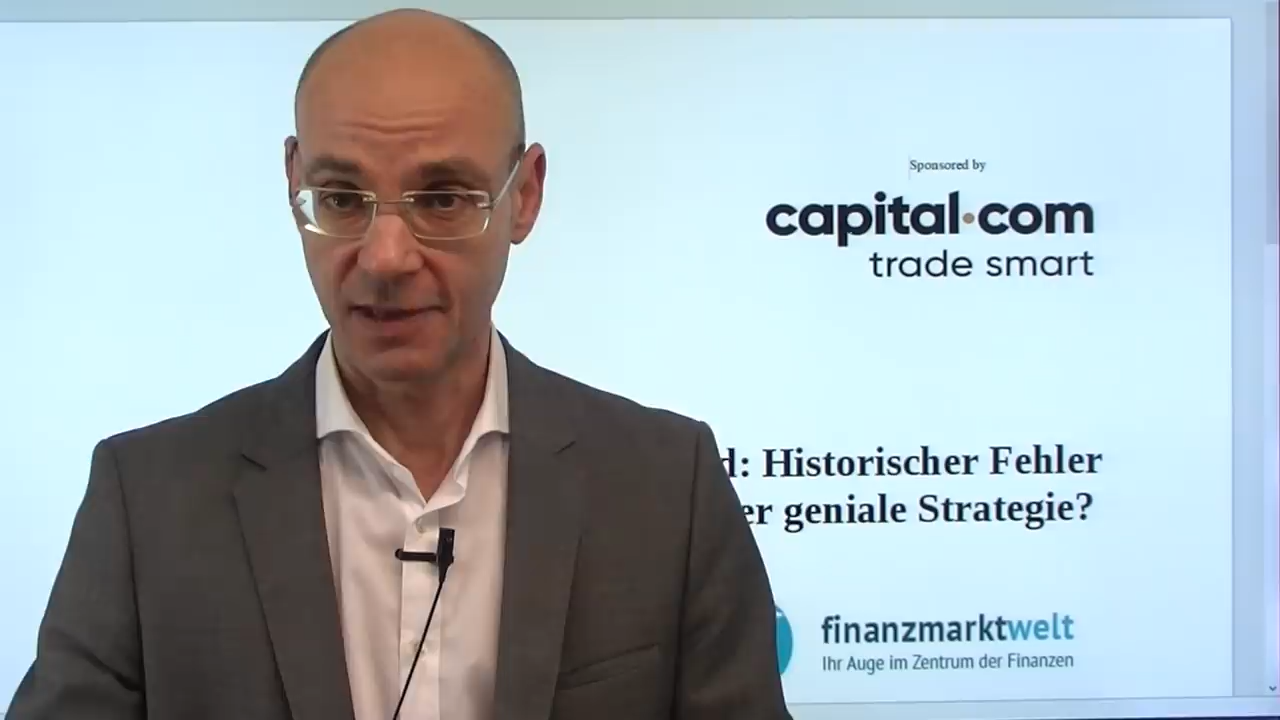 Sponsored by
capital.com
trade smart
d: Historischer Fehler
er geniale Strategie?
finanzmarktwelt
Ihr Auge im Zentrum der Finanzen